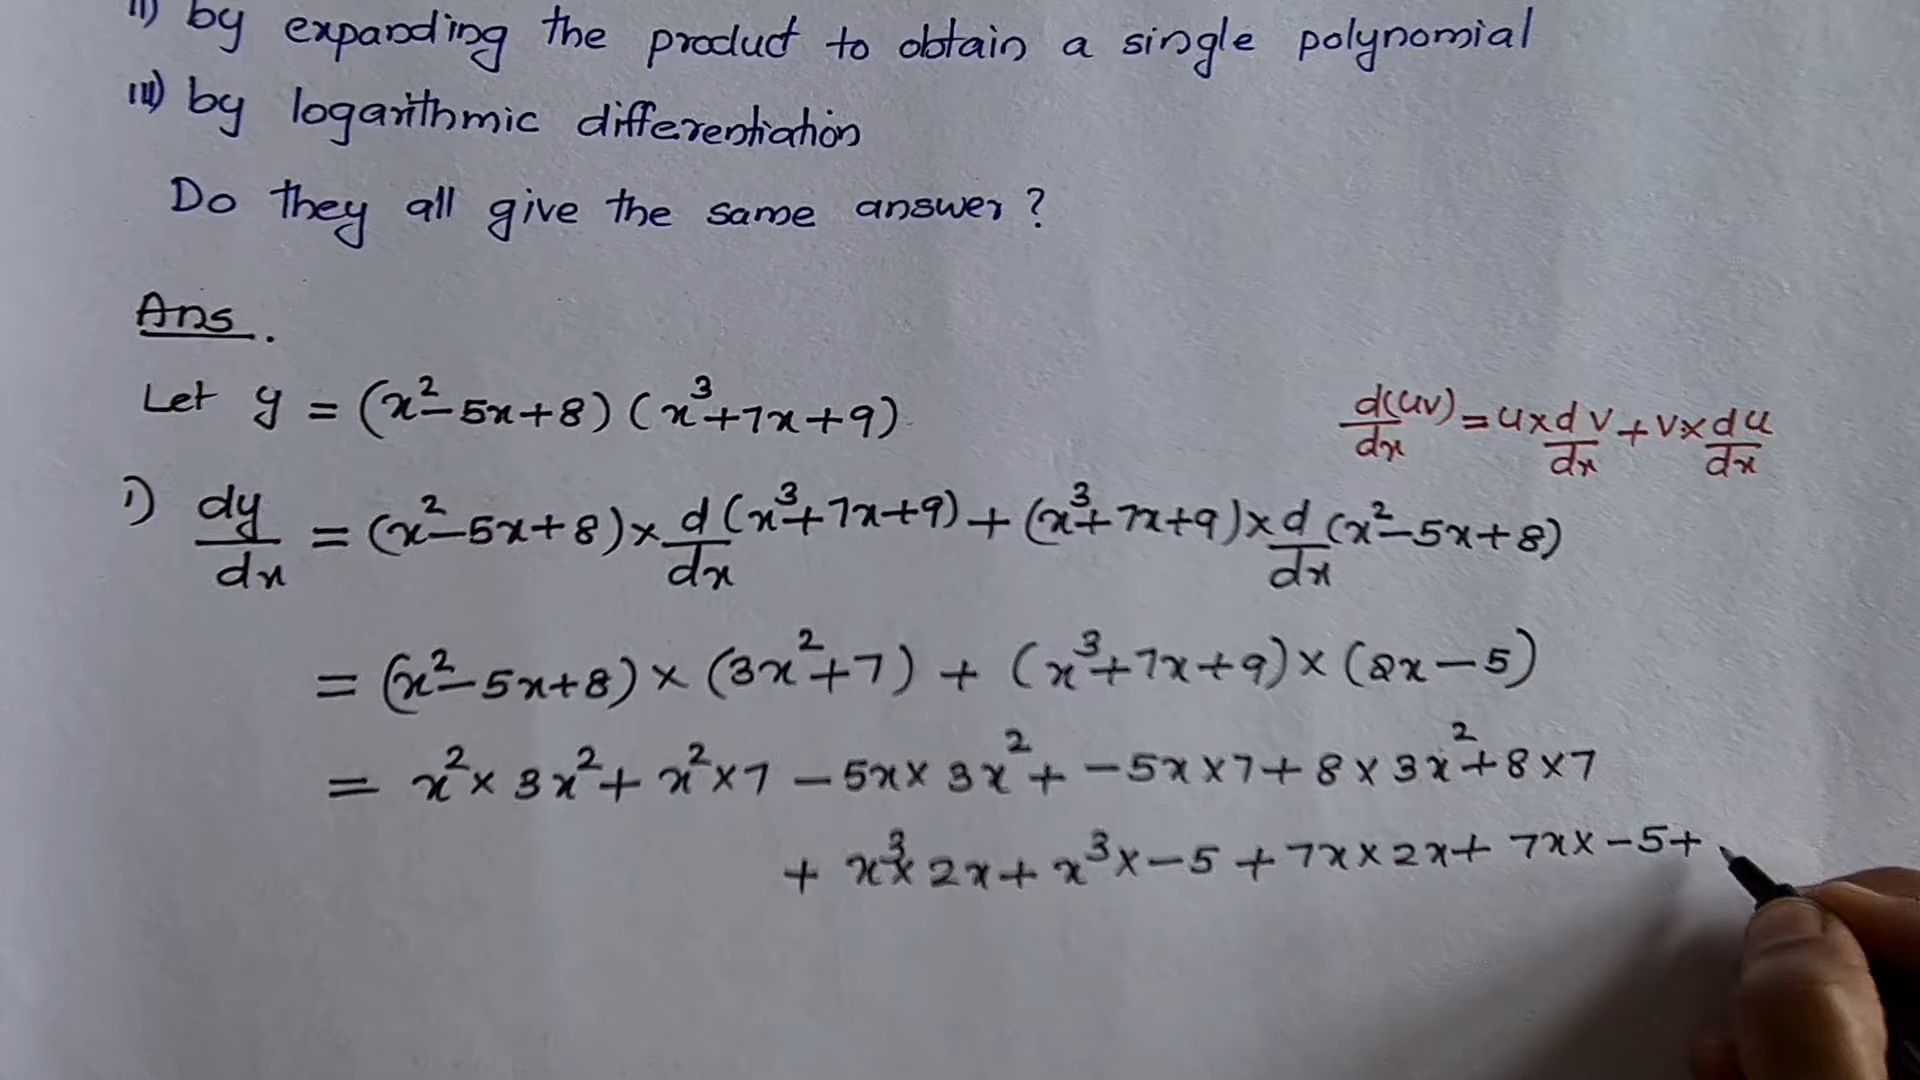 ii) by expanding the product to obtain a single polynomial
iii) by logarithmic differentiation
Do they all give the same answer?
Ans.
Let y = (x²-5x+8)(x³+7x+9)
d(uv)/dx = u×dv/dx + v×du/dx
i) dy/dx = (x²-5x+8)×d/dx(x³+7x+9)+(x³+7x+9)×d/dx(x²-5x+8)
= (x²-5x+8)×(3x²+7) + (x³+7x+9)×(2x-5)
= x²×3x²+x²×7-5x×3x²+-5x×7+8×3x²+8×7
+ x³×2x+x³×-5+7x×2x+7x×-5+